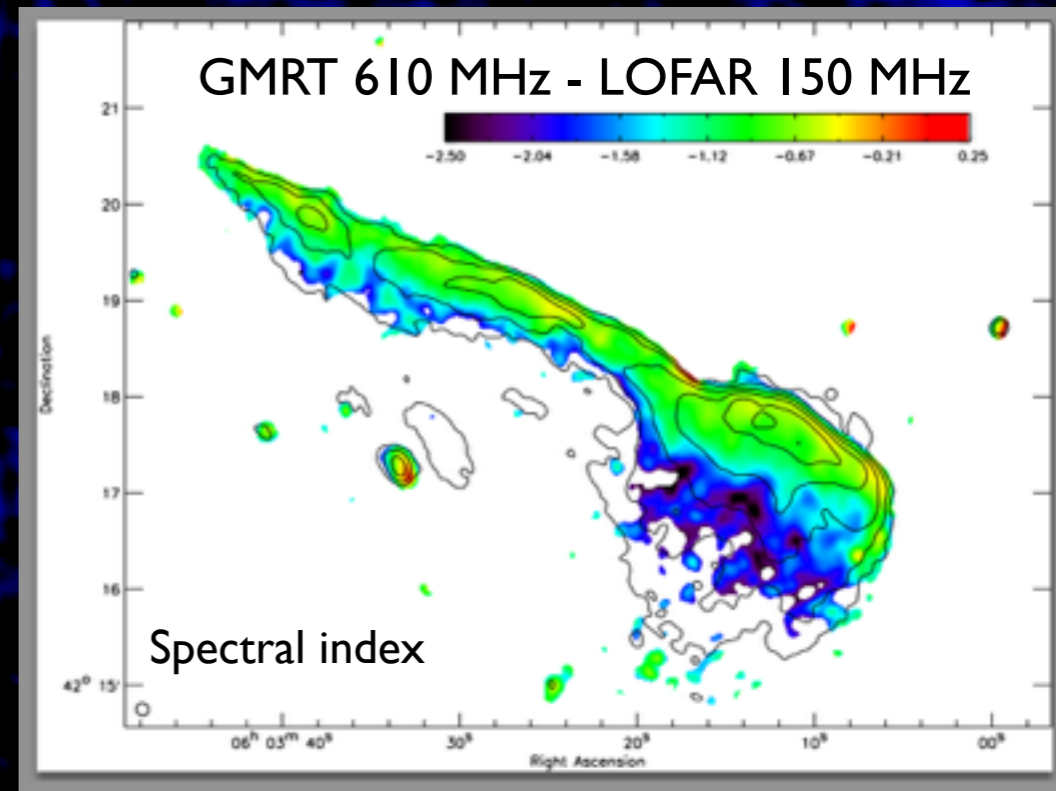 GMRT 610 MHz - LOFAR 150 MHz
−2.50 −2.04 −1.58 −1.12 −0.67 −0.21 0.25
21
20
19
18
17
16
42° 15'
Declination
Spectral index
06ʰ 03ᵐ 40ˢ 30ˢ 20ˢ 10ˢ 00ˢ
Right Ascension